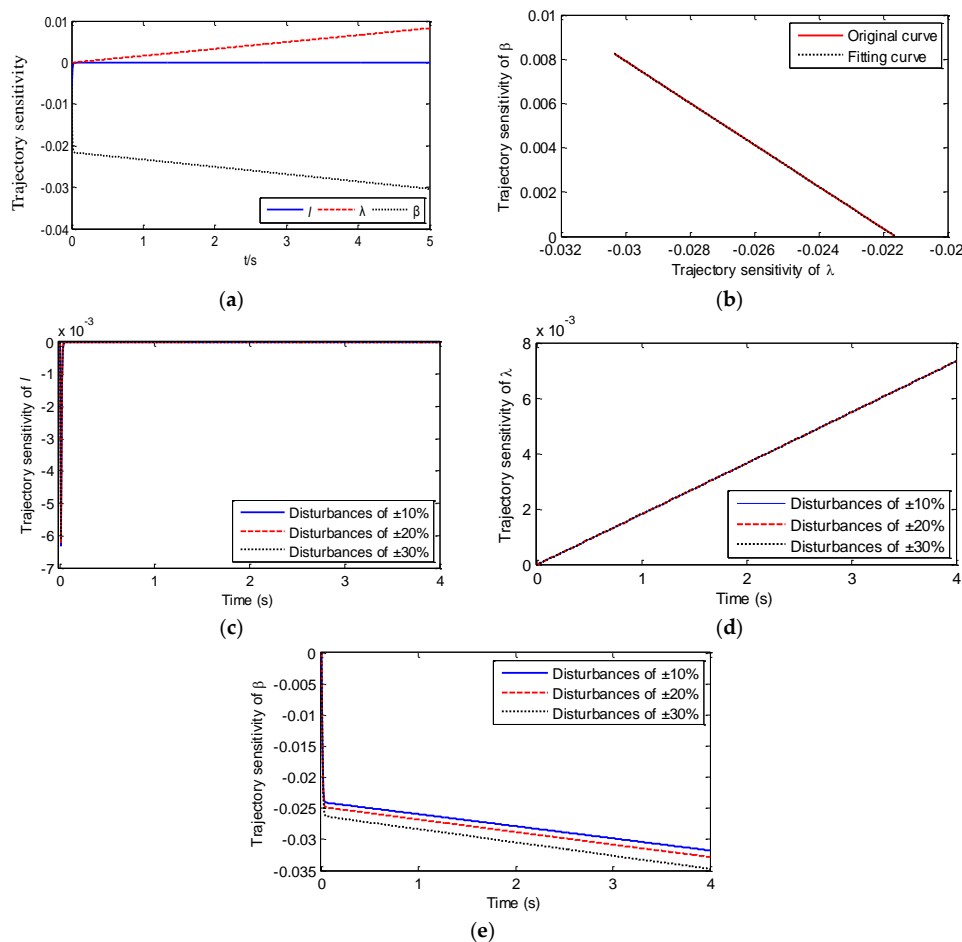 0.01
0
-0.01
-0.02
-0.03
-0.04
Trajectory sensitivity
l λ β
0 1 2 3 4 5
t/s
(a)
0.01
0.008
0.006
0.004
0.002
0
Trajectory sensitivity of β
Original curve
Fitting curve
-0.032 -0.03 -0.028 -0.026 -0.024 -0.022 -0.02
Trajectory sensitivity of λ
(b)
x 10 -3
0
-1
-2
-3
-4
-5
-6
-7
Trajectory sensitivity of l
Disturbances of ±10%
Disturbances of ±20%
Disturbances of ±30%
0 1 2 3 4
Time (s)
(c)
x 10 -3
8
6
4
2
0
Trajectory sensitivity of λ
Disturbances of ±10%
Disturbances of ±20%
Disturbances of ±30%
0 1 2 3 4
Time (s)
(d)
0
-0.005
-0.01
-0.015
-0.02
-0.025
-0.03
-0.035
Trajectory sensitivity of β
Disturbances of ±10%
Disturbances of ±20%
Disturbances of ±30%
0 1 2 3 4
Time (s)
(e)